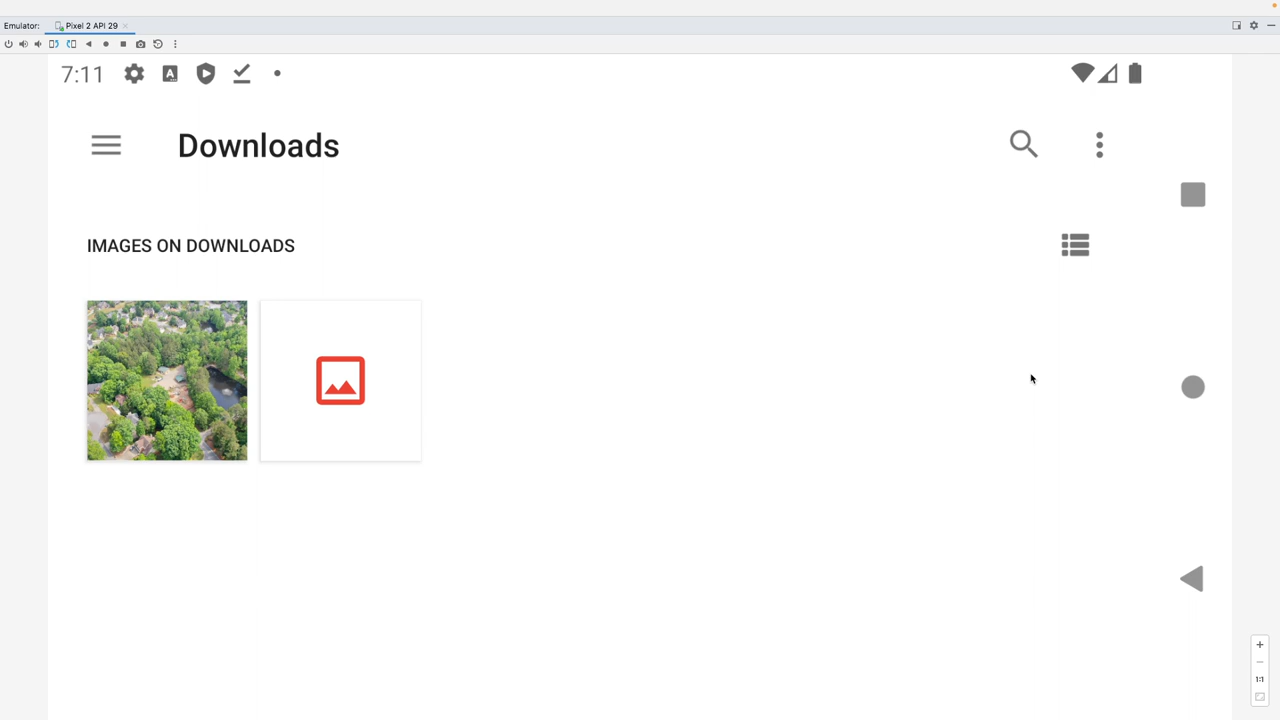 Emulator:
Pixel 2 API 29
7:11
A
Downloads
IMAGES ON DOWNLOADS
1:1